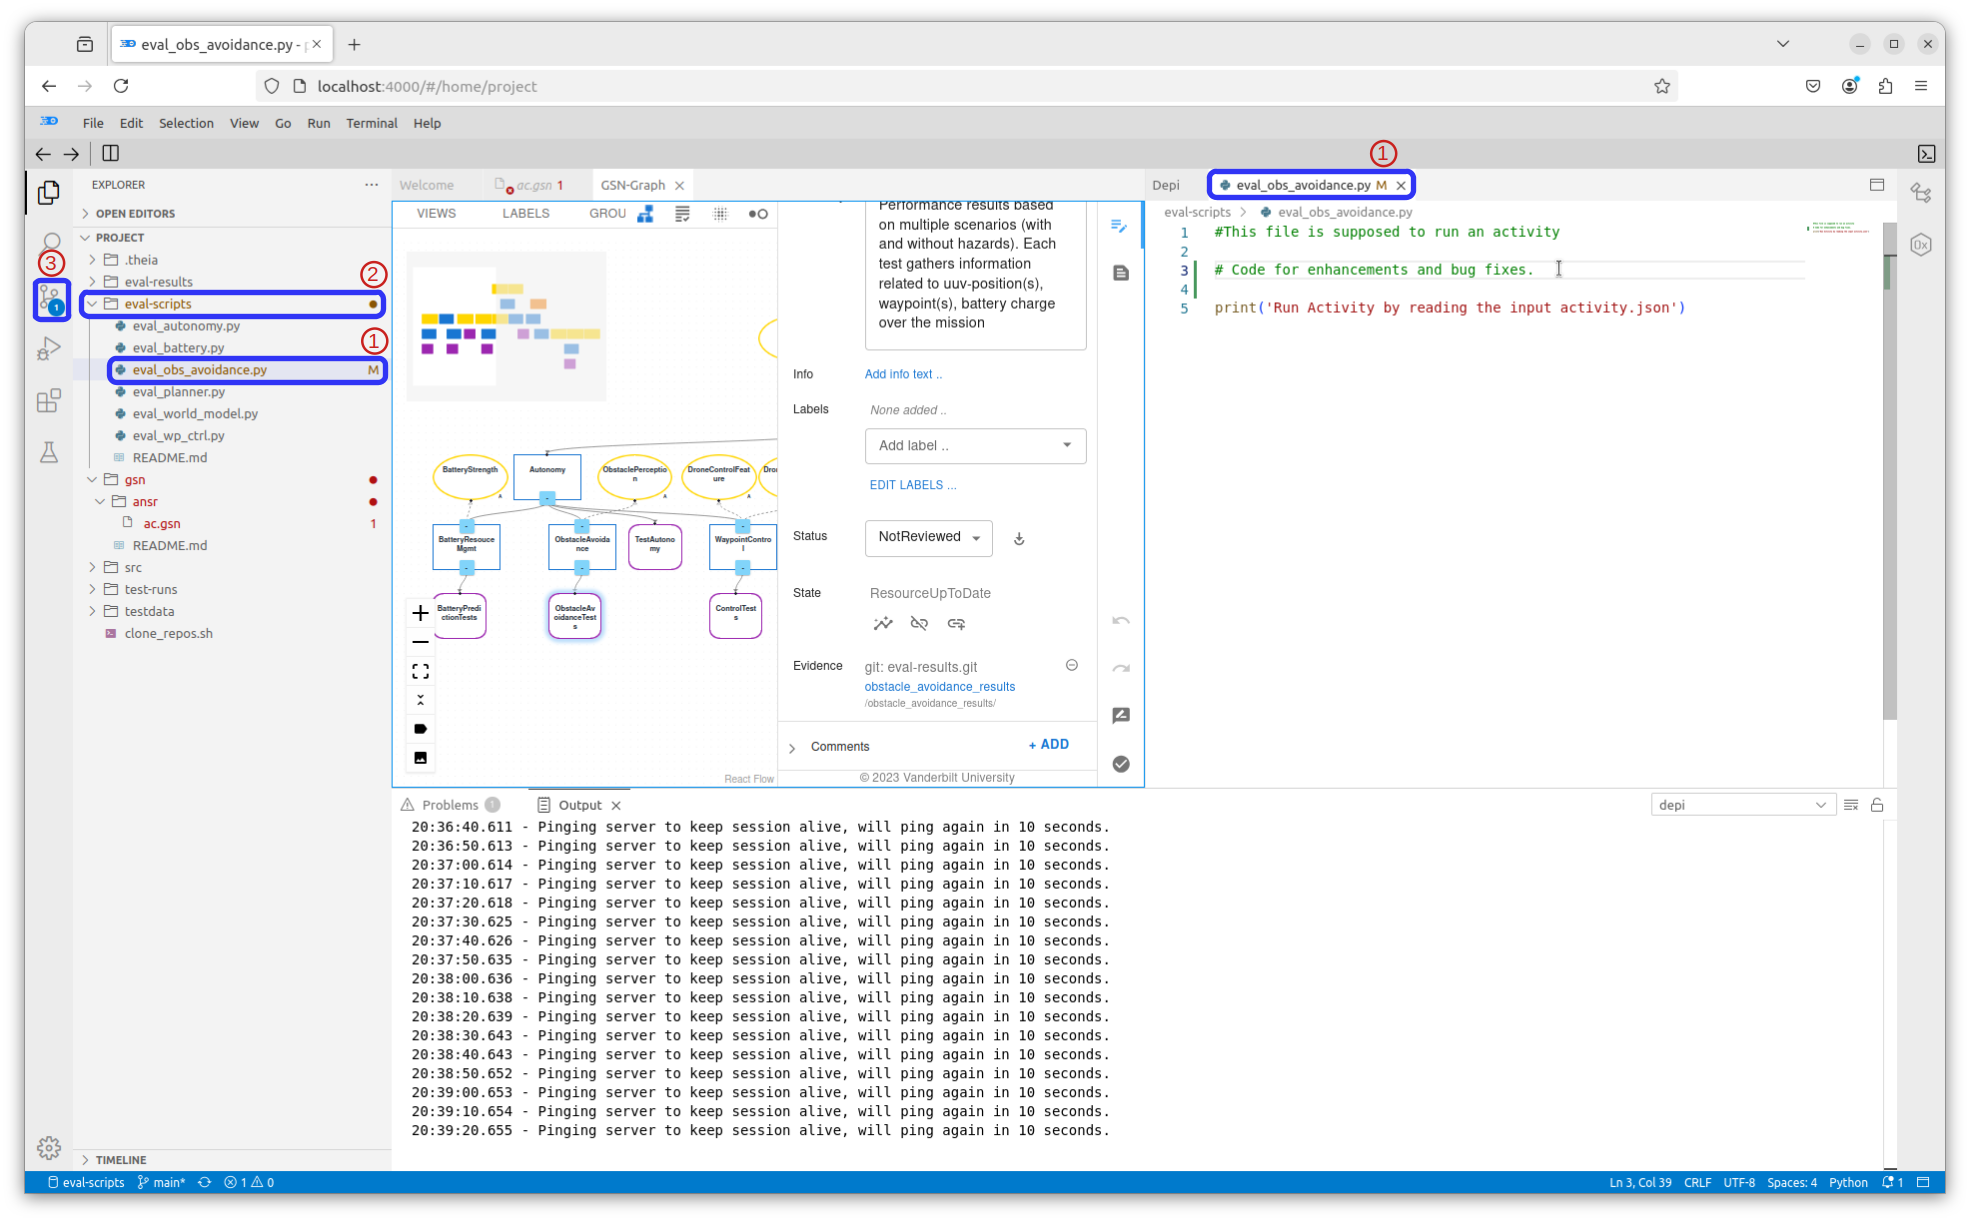 eval_obs_avoidance.py - p
localhost:4000/#/home/project
File Edit Selection View Go Run Terminal Help
1
EXPLORER
Welcome
ac.gsn 1
GSN-Graph
Depi
eval_obs_avoidance.py M
OPEN EDITORS
PROJECT
.theia
eval-results
eval-scripts
eval_autonomy.py
eval_battery.py
eval_obs_avoidance.py M
eval_planner.py
eval_world_model.py
eval_wp_ctrl.py
README.md
gsn
ansr
ac.gsn 1
README.md
src
test-runs
testdata
clone_repos.sh
3
2
1
1
VIEWS LABELS GROU
BatteryStrength
Autonomy
ObstaclePerceptio
n
DroneControlFeat
ure
Dro
A
A
A
BatteryResouce
Mgmt
ObstacleAvoida
nce
TestAutono
my
WaypointContro
l
BatteryPredi
ctionTests
ObstacleAv
oidanceTest
s
ControlTest
s
React Flow
Performance results based
on multiple scenarios (with
and without hazards). Each
test gathers information
related to uuv-position(s),
waypoint(s), battery charge
over the mission
Info Add info text ..
Labels None added ..
Add label ..
EDIT LABELS ...
Status NotReviewed
State ResourceUpToDate
Evidence git: eval-results.git
obstacle_avoidance_results
/obstacle_avoidance_results/
Comments + ADD
© 2023 Vanderbilt University
eval-scripts > eval_obs_avoidance.py
1 #This file is supposed to run an activity
2
3 # Code for enhancements and bug fixes.
4
5 print('Run Activity by reading the input activity.json')
0x
Problems 1
Output
depi
20:36:40.611 - Pinging server to keep session alive, will ping again in 10 seconds.
20:36:50.613 - Pinging server to keep session alive, will ping again in 10 seconds.
20:37:00.614 - Pinging server to keep session alive, will ping again in 10 seconds.
20:37:10.617 - Pinging server to keep session alive, will ping again in 10 seconds.
20:37:20.618 - Pinging server to keep session alive, will ping again in 10 seconds.
20:37:30.625 - Pinging server to keep session alive, will ping again in 10 seconds.
20:37:40.626 - Pinging server to keep session alive, will ping again in 10 seconds.
20:37:50.635 - Pinging server to keep session alive, will ping again in 10 seconds.
20:38:00.636 - Pinging server to keep session alive, will ping again in 10 seconds.
20:38:10.638 - Pinging server to keep session alive, will ping again in 10 seconds.
20:38:20.639 - Pinging server to keep session alive, will ping again in 10 seconds.
20:38:30.643 - Pinging server to keep session alive, will ping again in 10 seconds.
20:38:40.643 - Pinging server to keep session alive, will ping again in 10 seconds.
20:38:50.652 - Pinging server to keep session alive, will ping again in 10 seconds.
20:39:00.653 - Pinging server to keep session alive, will ping again in 10 seconds.
20:39:10.654 - Pinging server to keep session alive, will ping again in 10 seconds.
20:39:20.655 - Pinging server to keep session alive, will ping again in 10 seconds.
TIMELINE
eval-scripts main* 1 0
Ln 3, Col 39 CRLF UTF-8 Spaces: 4 Python 1